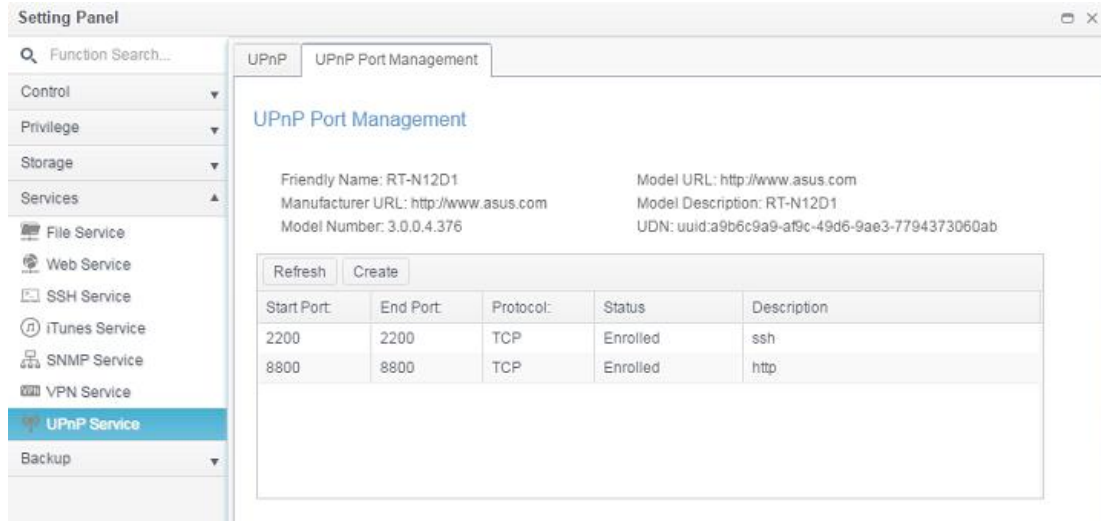 Setting Panel
Function Search...
Control
Privilege
Storage
Services
File Service
Web Service
SSH Service
iTunes Service
SNMP Service
VPN Service
UPnP Service
Backup
UPnP UPnP Port Management
UPnP Port Management
Friendly Name: RT-N12D1 Model URL: http://www.asus.com
Manufacturer URL: http://www.asus.com Model Description: RT-N12D1
Model Number: 3.0.0.4.376 UDN: uuid:a9b6c9a9-af9c-49d6-9ae3-7794373060ab
Refresh Create
Start Port: End Port: Protocol: Status Description
2200 2200 TCP Enrolled ssh
8800 8800 TCP Enrolled http